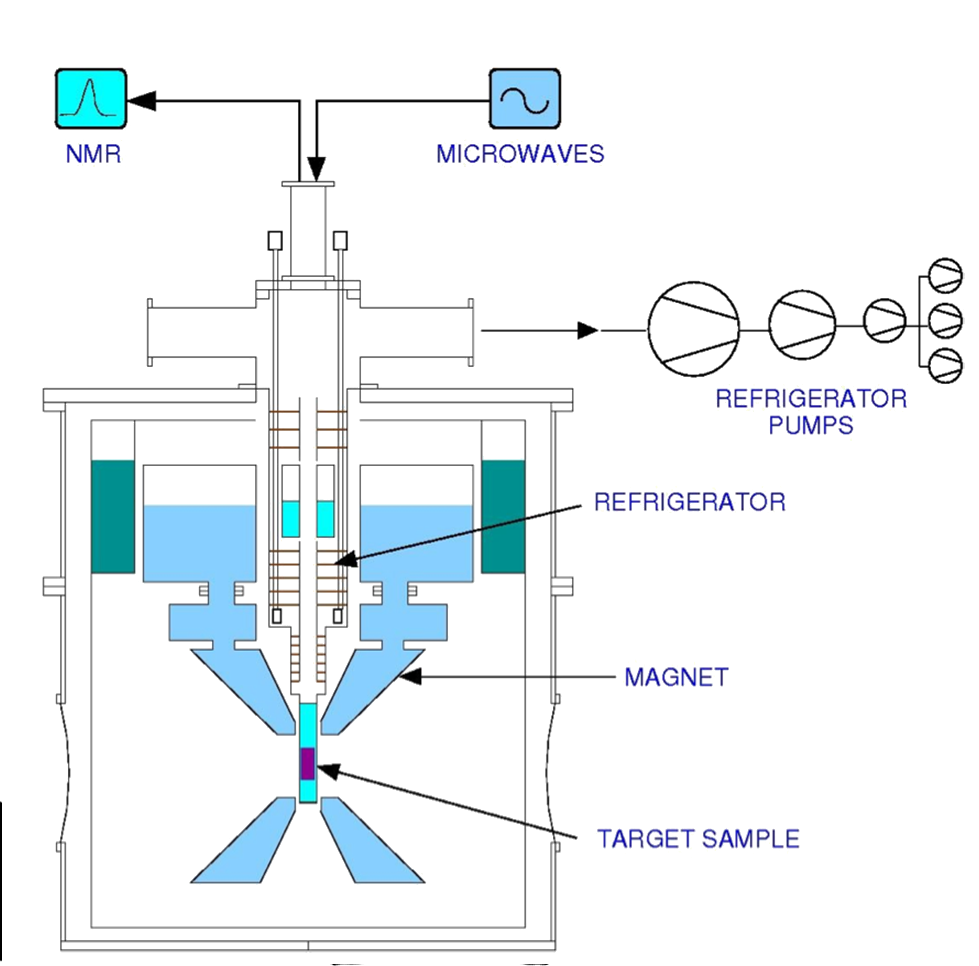 NMR
MICROWAVES
REFRIGERATOR
PUMPS
REFRIGERATOR
MAGNET
TARGET SAMPLE